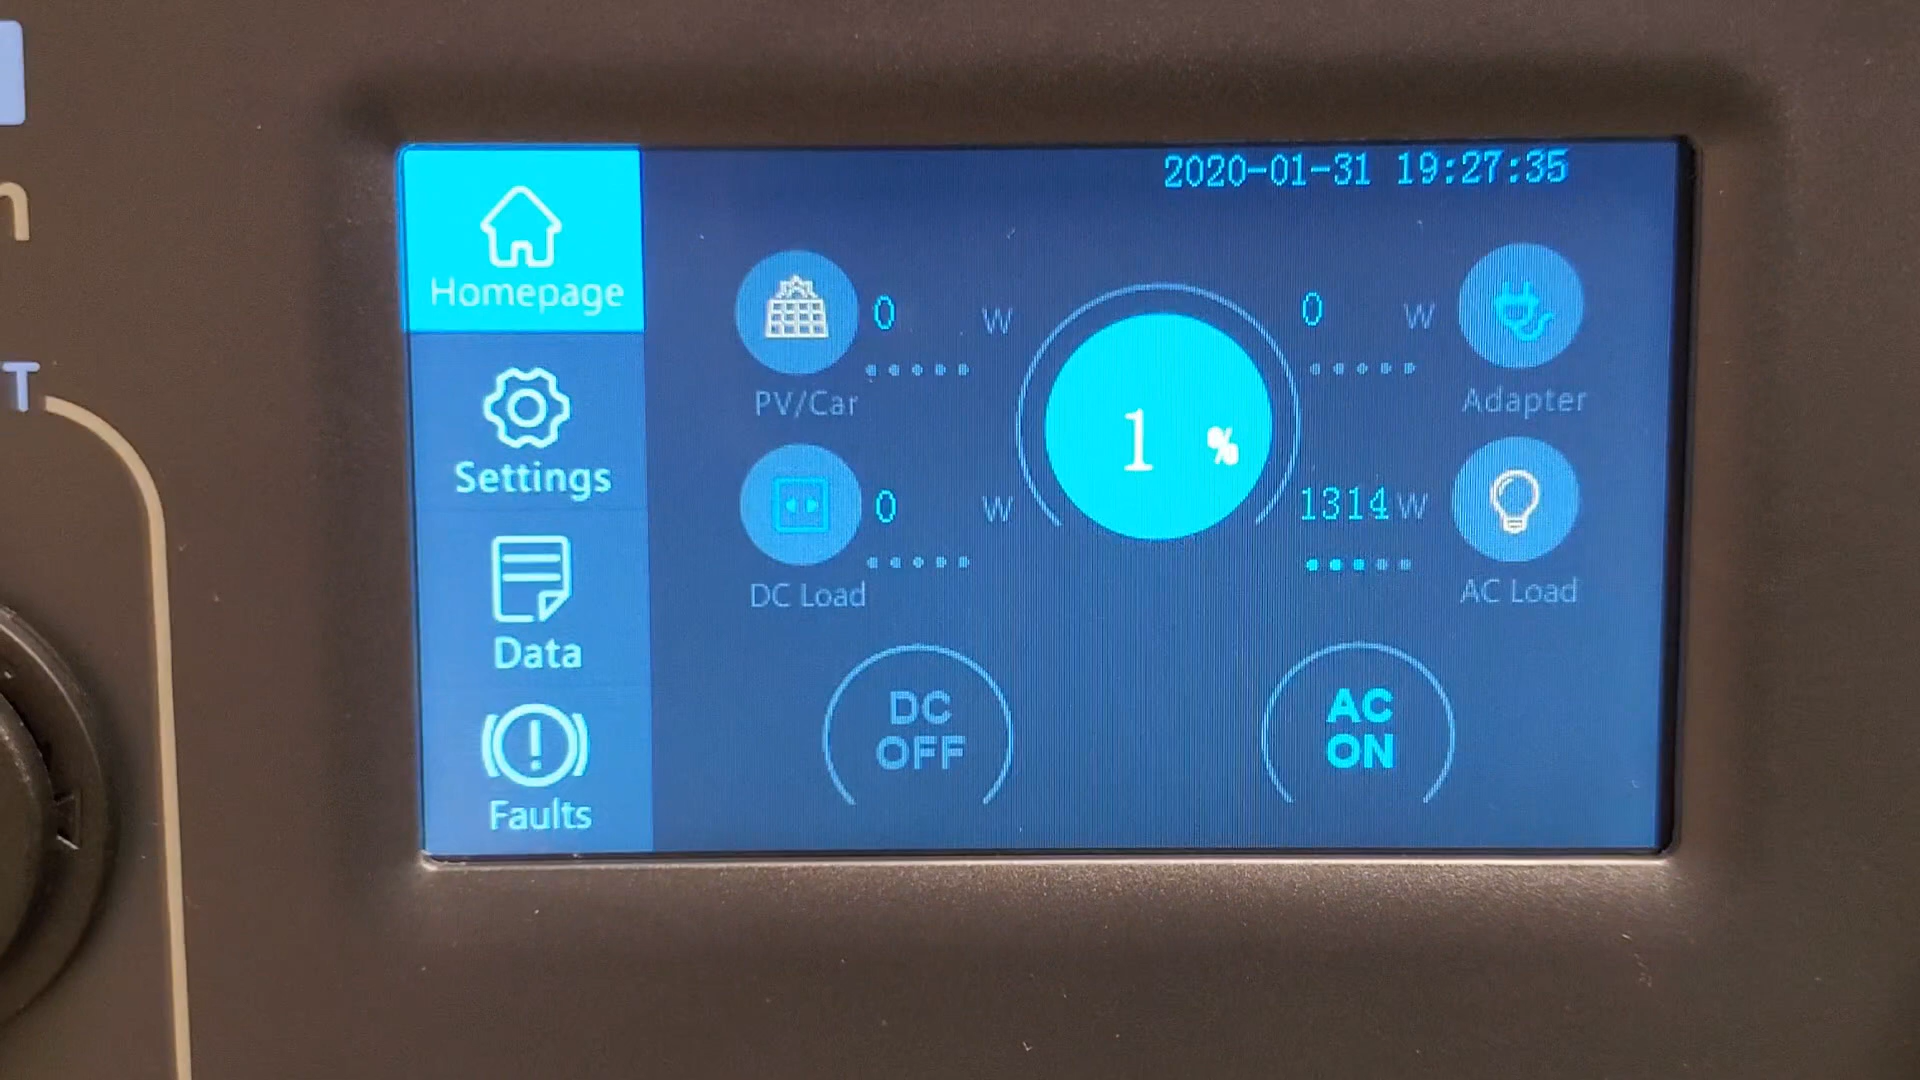 T
2020-01-31 19:27:35
Homepage
Settings
Data
Faults
0 W
PV/Car
0 W
Adapter
1 %
0 W
DC Load
1314 W
AC Load
DC
OFF
AC
ON